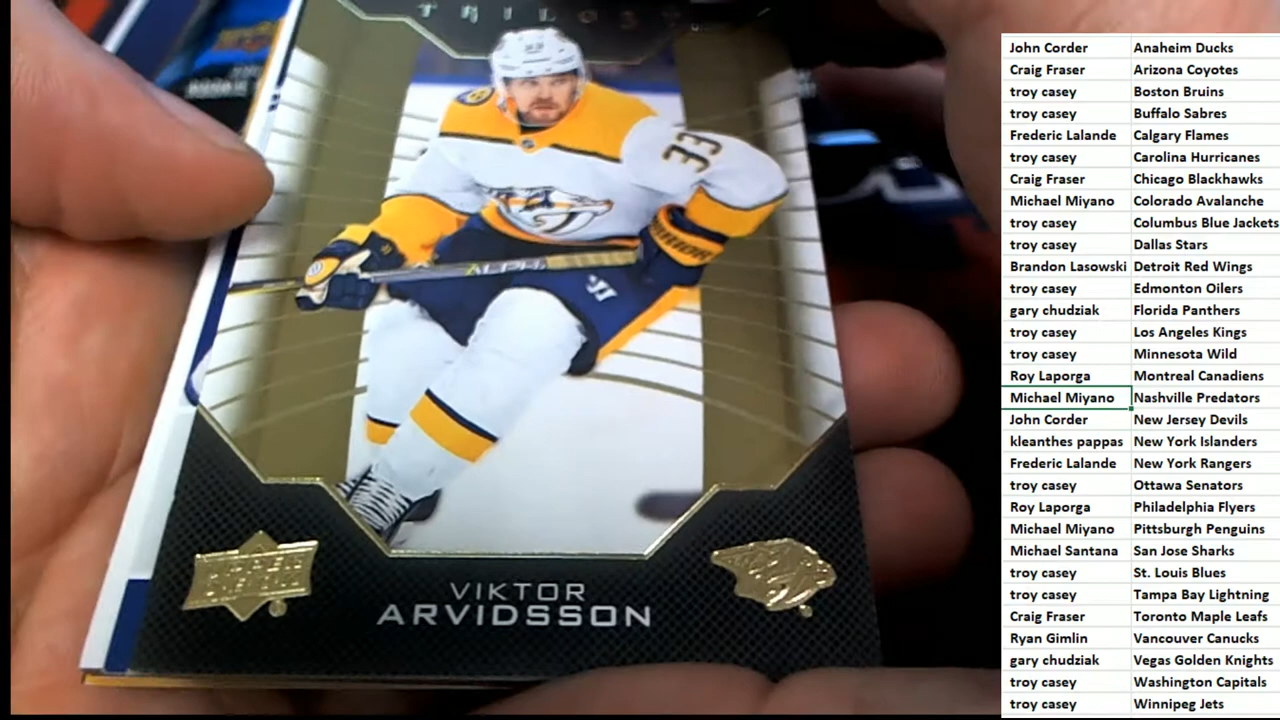 TRILOGY
33
33
WARRIOR
ALPHA
UPPER DECK
VIKTOR
ARVIDSSON
John Corder Anaheim Ducks
Craig Fraser Arizona Coyotes
troy casey Boston Bruins
troy casey Buffalo Sabres
Frederic Lalande Calgary Flames
troy casey Carolina Hurricanes
Craig Fraser Chicago Blackhawks
Michael Miyano Colorado Avalanche
troy casey Columbus Blue Jackets
troy casey Dallas Stars
Brandon Lasowski Detroit Red Wings
troy casey Edmonton Oilers
gary chudziak Florida Panthers
troy casey Los Angeles Kings
troy casey Minnesota Wild
Roy Laporga Montreal Canadiens
Michael Miyano Nashville Predators
John Corder New Jersey Devils
kleanthes pappas New York Islanders
Frederic Lalande New York Rangers
troy casey Ottawa Senators
Roy Laporga Philadelphia Flyers
Michael Miyano Pittsburgh Penguins
Michael Santana San Jose Sharks
troy casey St. Louis Blues
troy casey Tampa Bay Lightning
Craig Fraser Toronto Maple Leafs
Ryan Gimlin Vancouver Canucks
gary chudziak Vegas Golden Knights
troy casey Washington Capitals
troy casey Winnipeg Jets